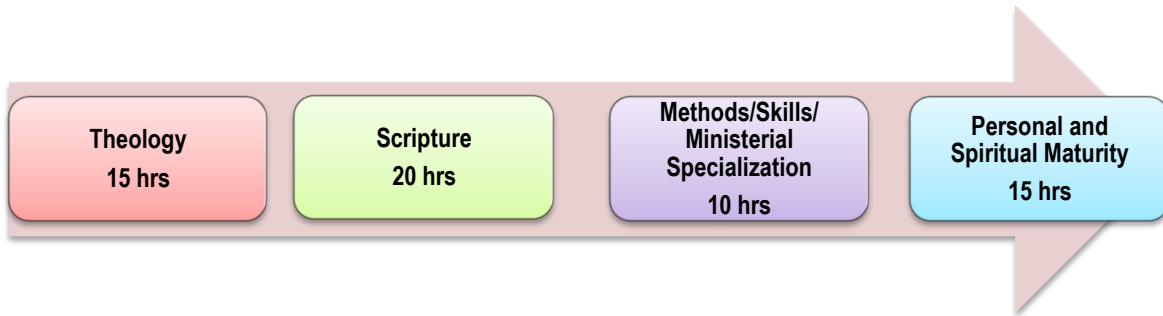 Theology
15 hrs
Scripture
20 hrs
Methods/Skills/
Ministerial
Specialization
10 hrs
Personal and
Spiritual Maturity
15 hrs